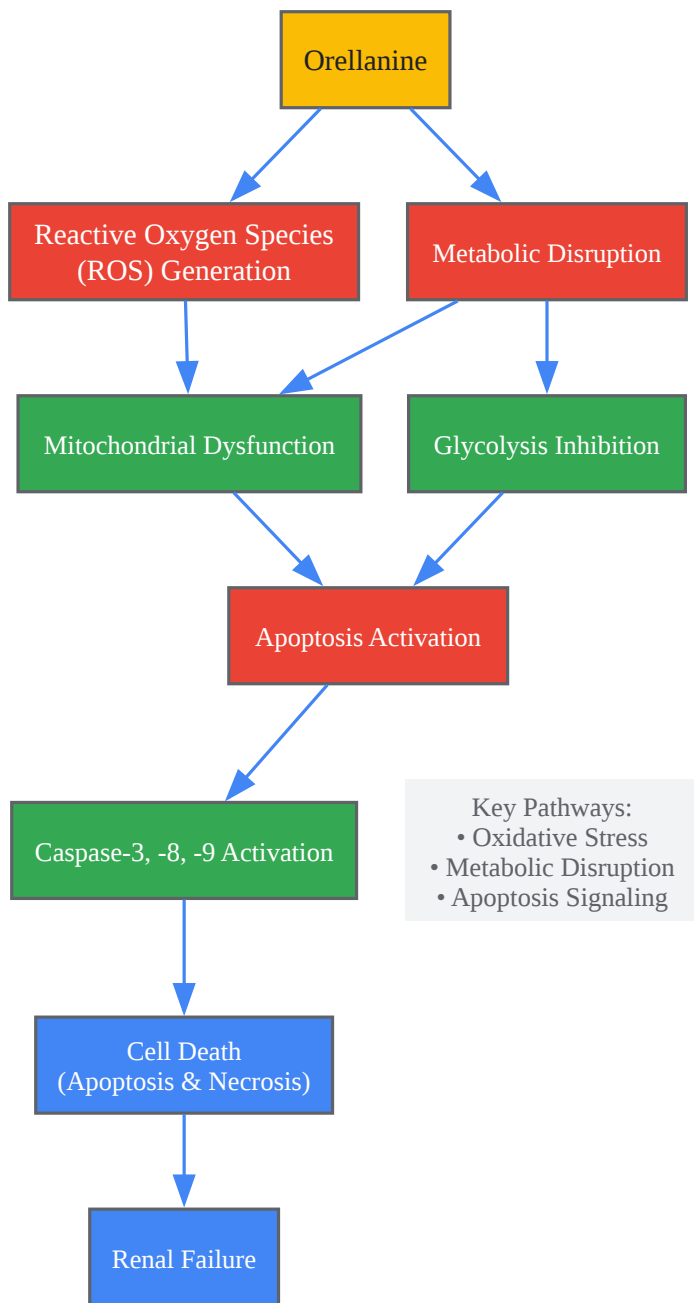 Orellanine
Reactive Oxygen Species
(ROS) Generation
Metabolic Disruption
Mitochondrial Dysfunction
Glycolysis Inhibition
Apoptosis Activation
Key Pathways:
• Oxidative Stress
• Metabolic Disruption
• Apoptosis Signaling
Caspase-3, -8, -9 Activation
Cell Death
(Apoptosis & Necrosis)
Renal Failure